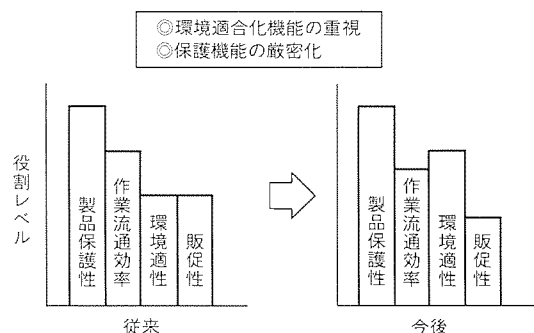 ◎環境適合化機能の重視
◎保護機能の厳密化
役割レベル
製品保護性
作業流通効率
環境適性
販促性
従来
製品保護性
作業流通効率
環境適性
販促性
今後